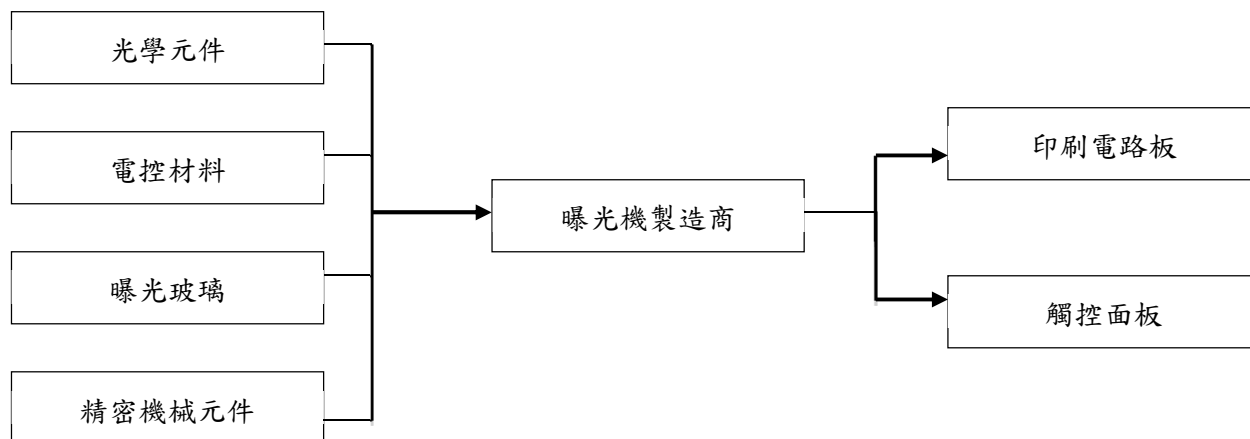 光學元件
電控材料
曝光玻璃
精密機械元件
曝光機製造商
印刷電路板
觸控面板